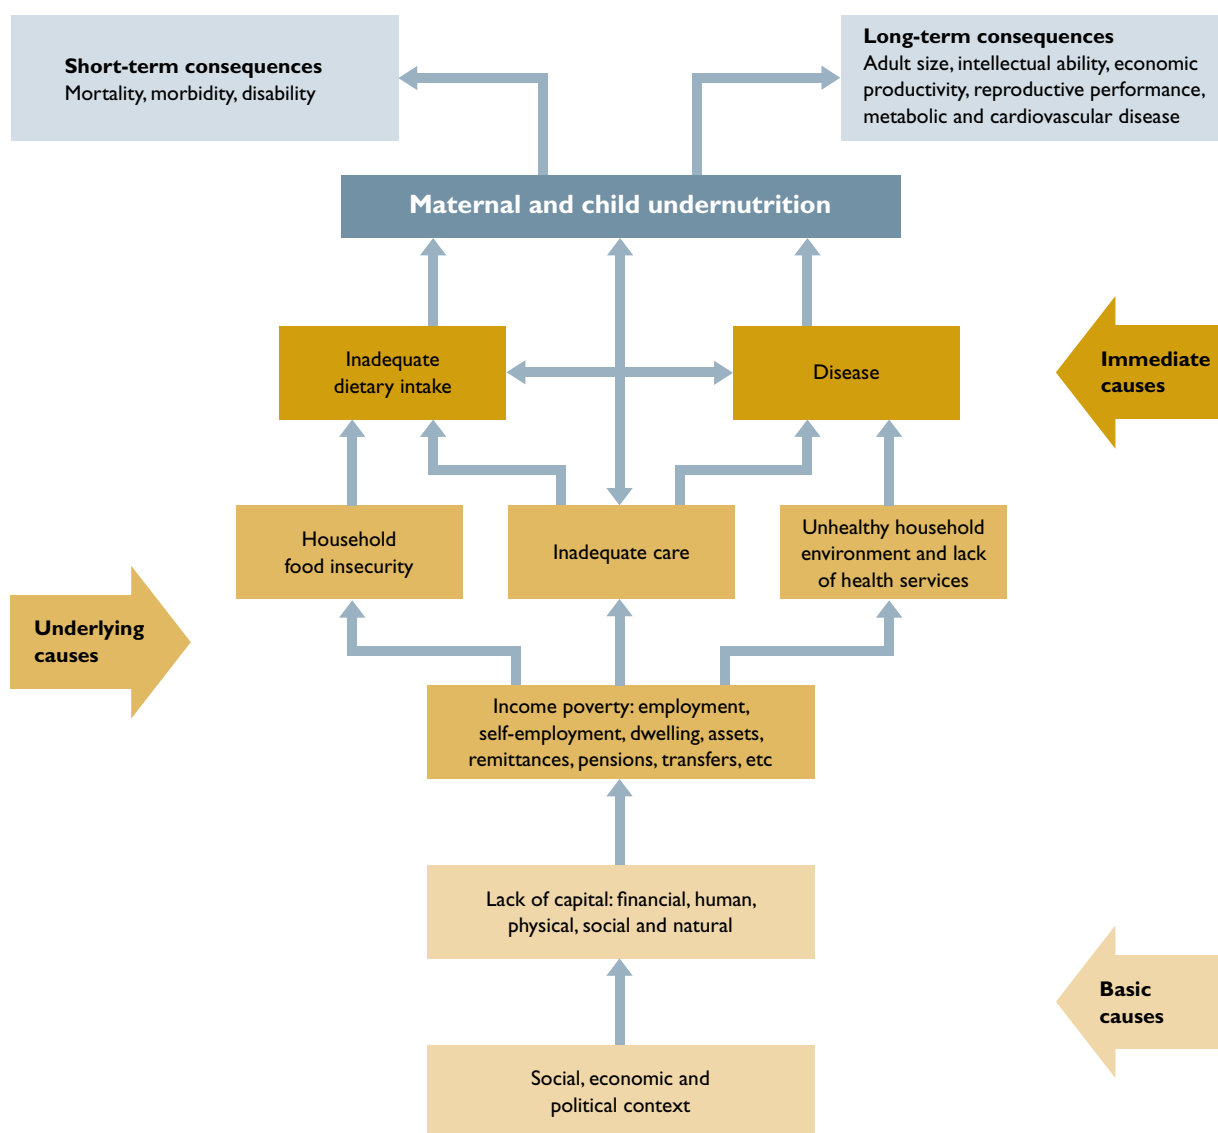 Short-term consequences
Mortality, morbidity, disability
Long-term consequences
Adult size, intellectual ability, economic
productivity, reproductive performance,
metabolic and cardiovascular disease
Maternal and child undernutrition
Inadequate
dietary intake
Disease
Immediate
causes
Household
food insecurity
Inadequate care
Unhealthy household
environment and lack
of health services
Underlying
causes
Income poverty: employment,
self-employment, dwelling, assets,
remittances, pensions, transfers, etc
Lack of capital: financial, human,
physical, social and natural
Basic
causes
Social, economic and
political context